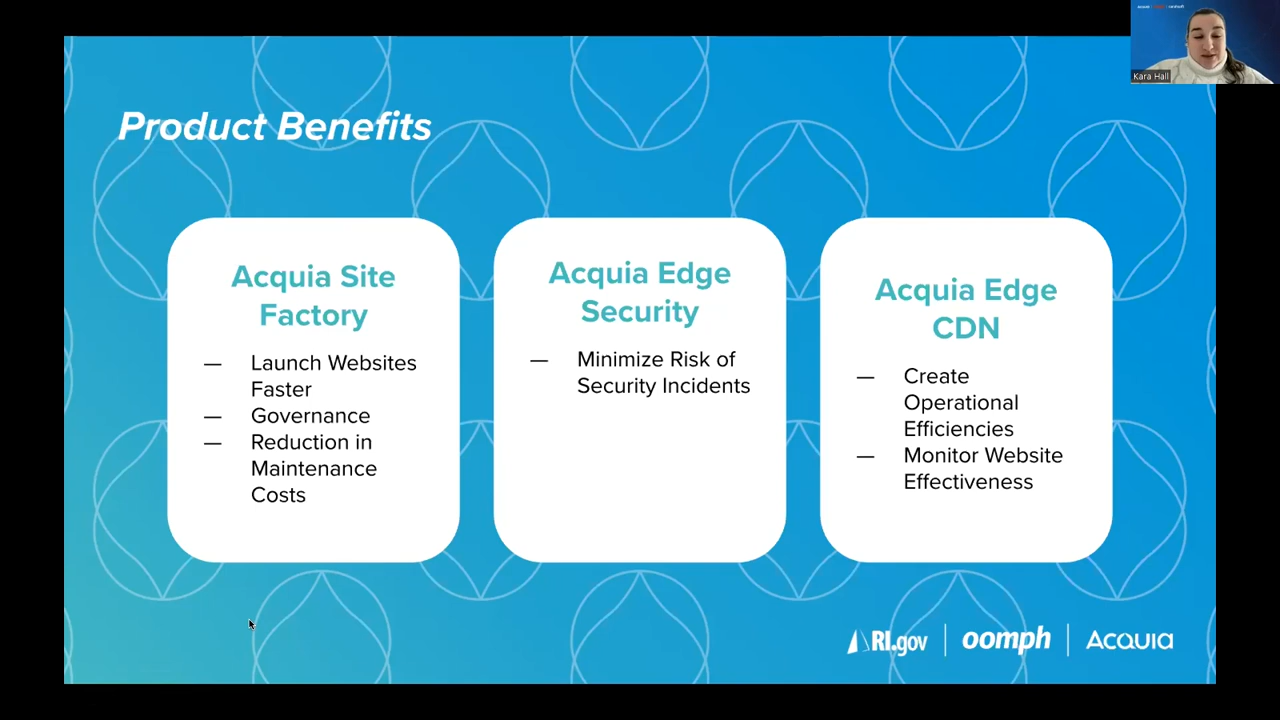 Kara Hall
Product Benefits
Acquia Site
Factory
— Launch Websites
Faster
— Governance
— Reduction in
Maintenance
Costs
Acquia Edge
Security
— Minimize Risk of
Security Incidents
Acquia Edge
CDN
— Create
Operational
Efficiencies
— Monitor Website
Effectiveness
RI.gov
oomph
ACQUIA